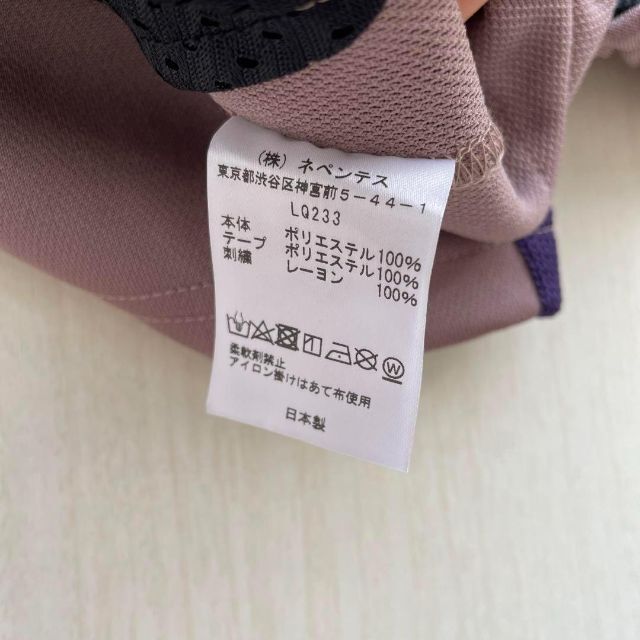 (株) ネペンテス
東京都渋谷区神宮前5-44-1
LQ233
本体 ポリエステル100%
テープ ポリエステル100%
刺繍 レーヨン 100%
W
柔軟剤禁止
アイロン掛けはあて布使用
日本製